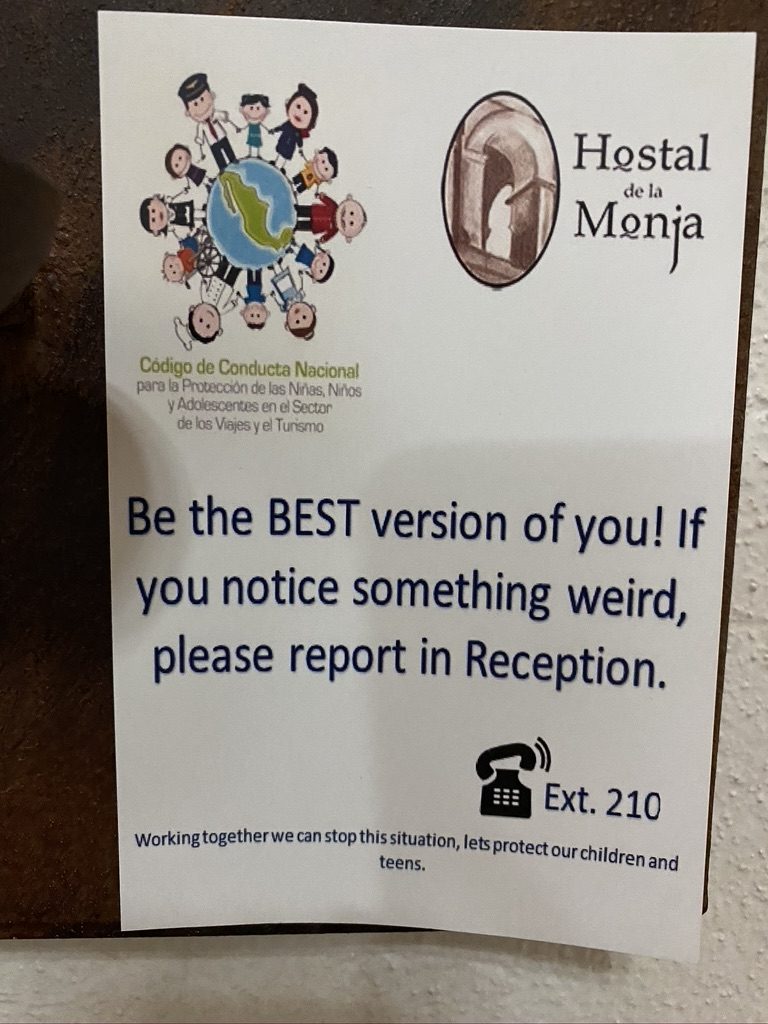 Hostal
de la
Monja
Código de Conducta Nacional
para la Protección de las Niñas, Niños
y Adolescentes en el Sector
de los Viajes y el Turismo
Be the BEST version of you! If
you notice something weird,
please report in Reception.
Ext. 210
Working together we can stop this situation, lets protect our children and
teens.